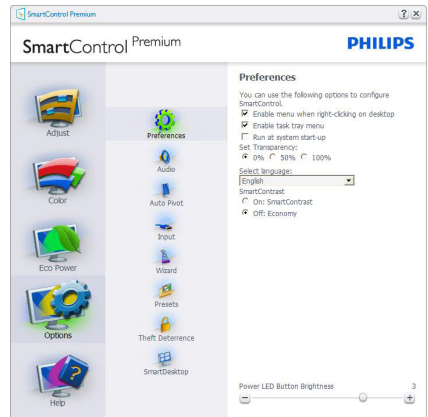 SmartControl Premium
SmartControl Premium
PHILIPS
Adjust
Color
Eco Power
Options
Help
Preferences
Audio
Auto Pivot
Input
Wizard
Presets
Theft Deterrence
SmartDesktop
Preferences
You can use the following options to configure
SmartControl.
Enable menu when right-clicking on desktop
Enable task tray menu
Run at system start-up
Set Transparency:
0% 50% 100%
Select language:
English
SmartContrast
On: SmartContrast
Off: Economy
Power LED Button Brightness 3